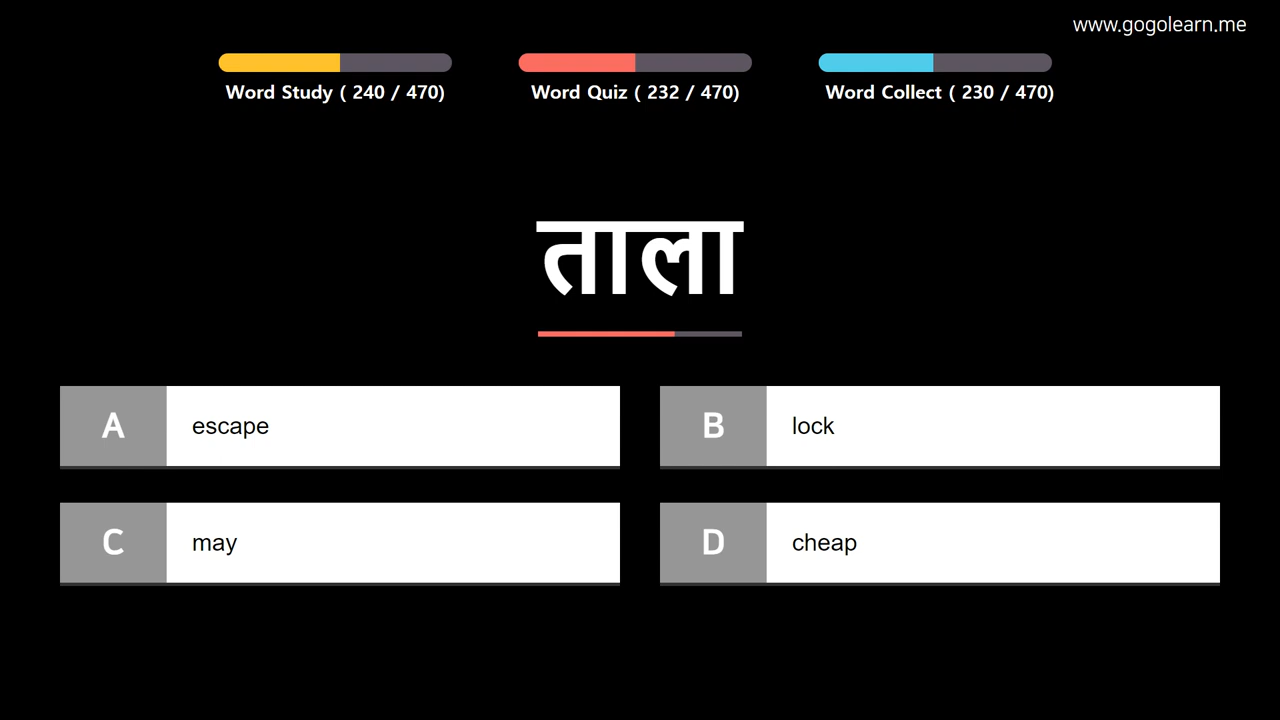 www.gogolearn.me
Word Study ( 240 / 470)
Word Quiz ( 232 / 470)
Word Collect ( 230 / 470)
ताला
A escape
B lock
C may
D cheap